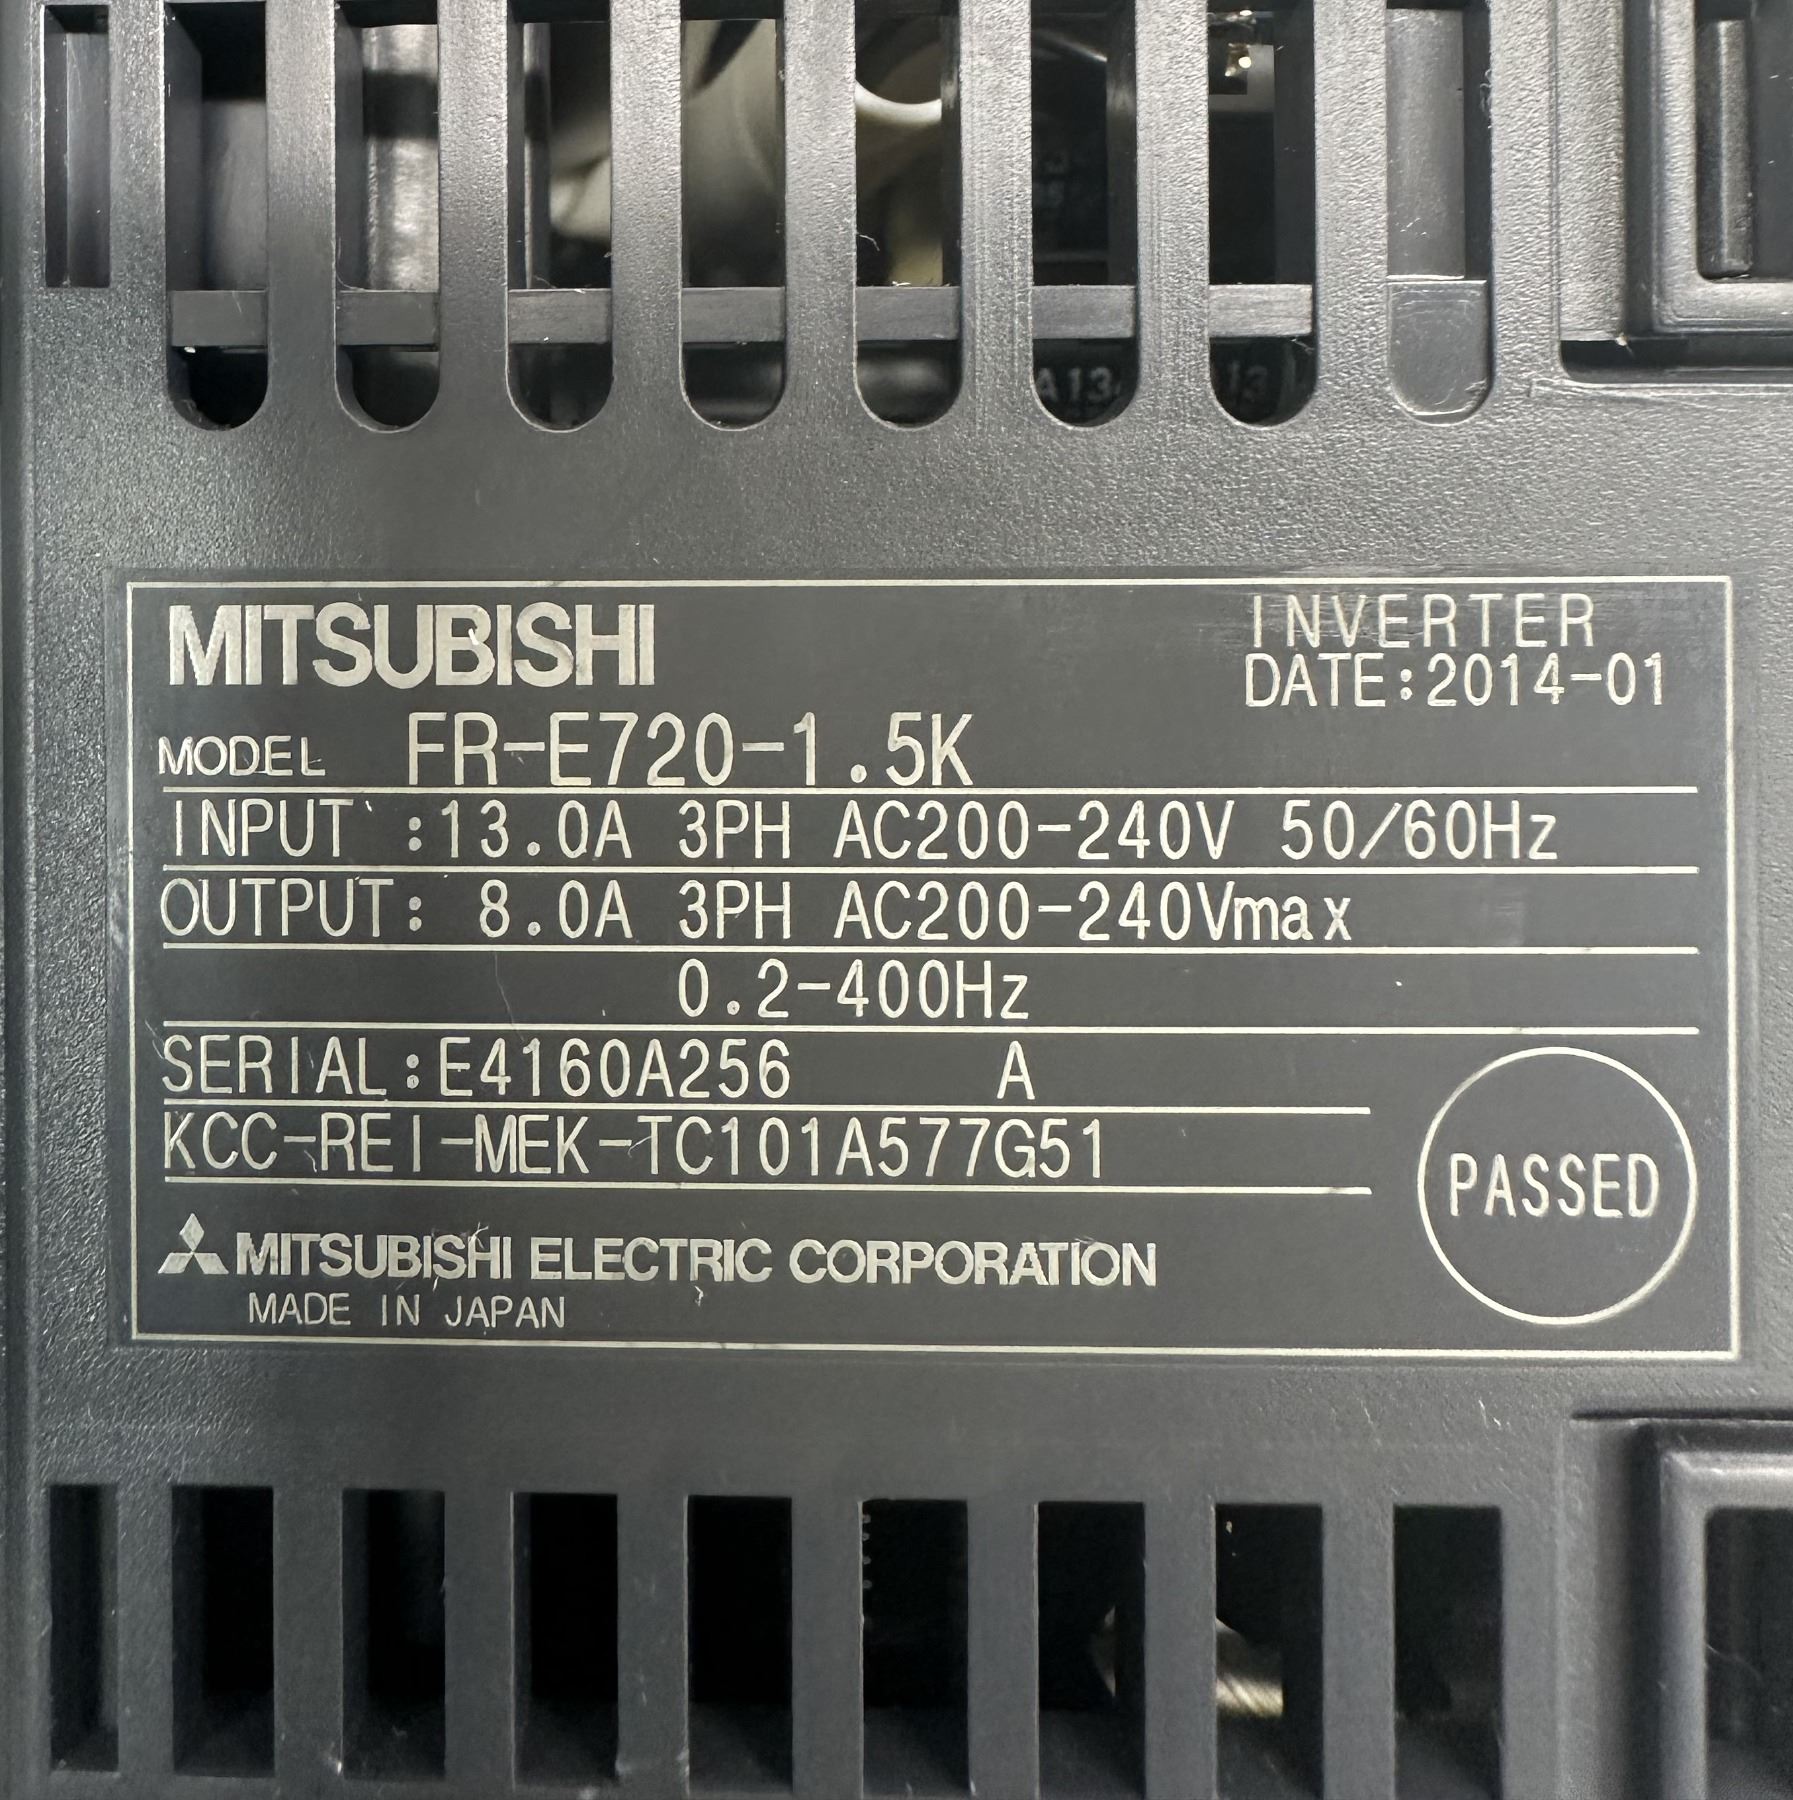 A13
13
MITSUBISHI
INVERTER
DATE:2014-01
MODEL FR-E720-1.5K
INPUT :13.0A 3PH AC200-240V 50/60Hz
OUTPUT: 8.0A 3PH AC200-240Vmax
0.2-400Hz
SERIAL:E4160A256 A
KCC-REI-MEK-TC101A577G51
PASSED
MITSUBISHI ELECTRIC CORPORATION
MADE IN JAPAN